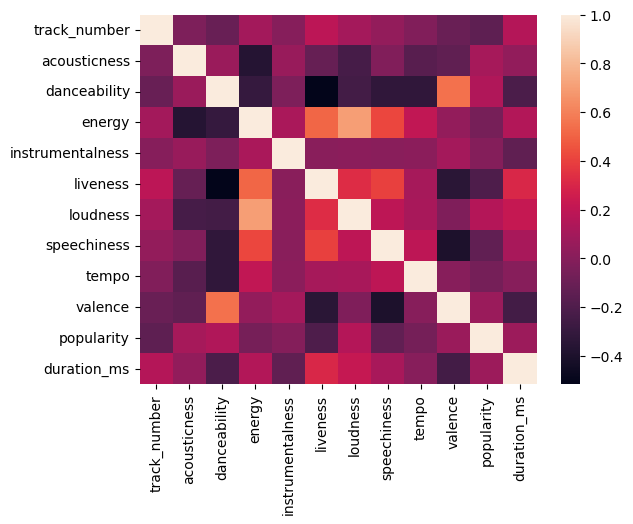 track_number
acousticness
danceability
energy
instrumentalness
liveness
loudness
speechiness
tempo
valence
popularity
duration_ms
track_number
acousticness
danceability
energy
instrumentalness
liveness
loudness
speechiness
tempo
valence
popularity
duration_ms
1.0
0.8
0.6
0.4
0.2
0.0
−0.2
−0.4